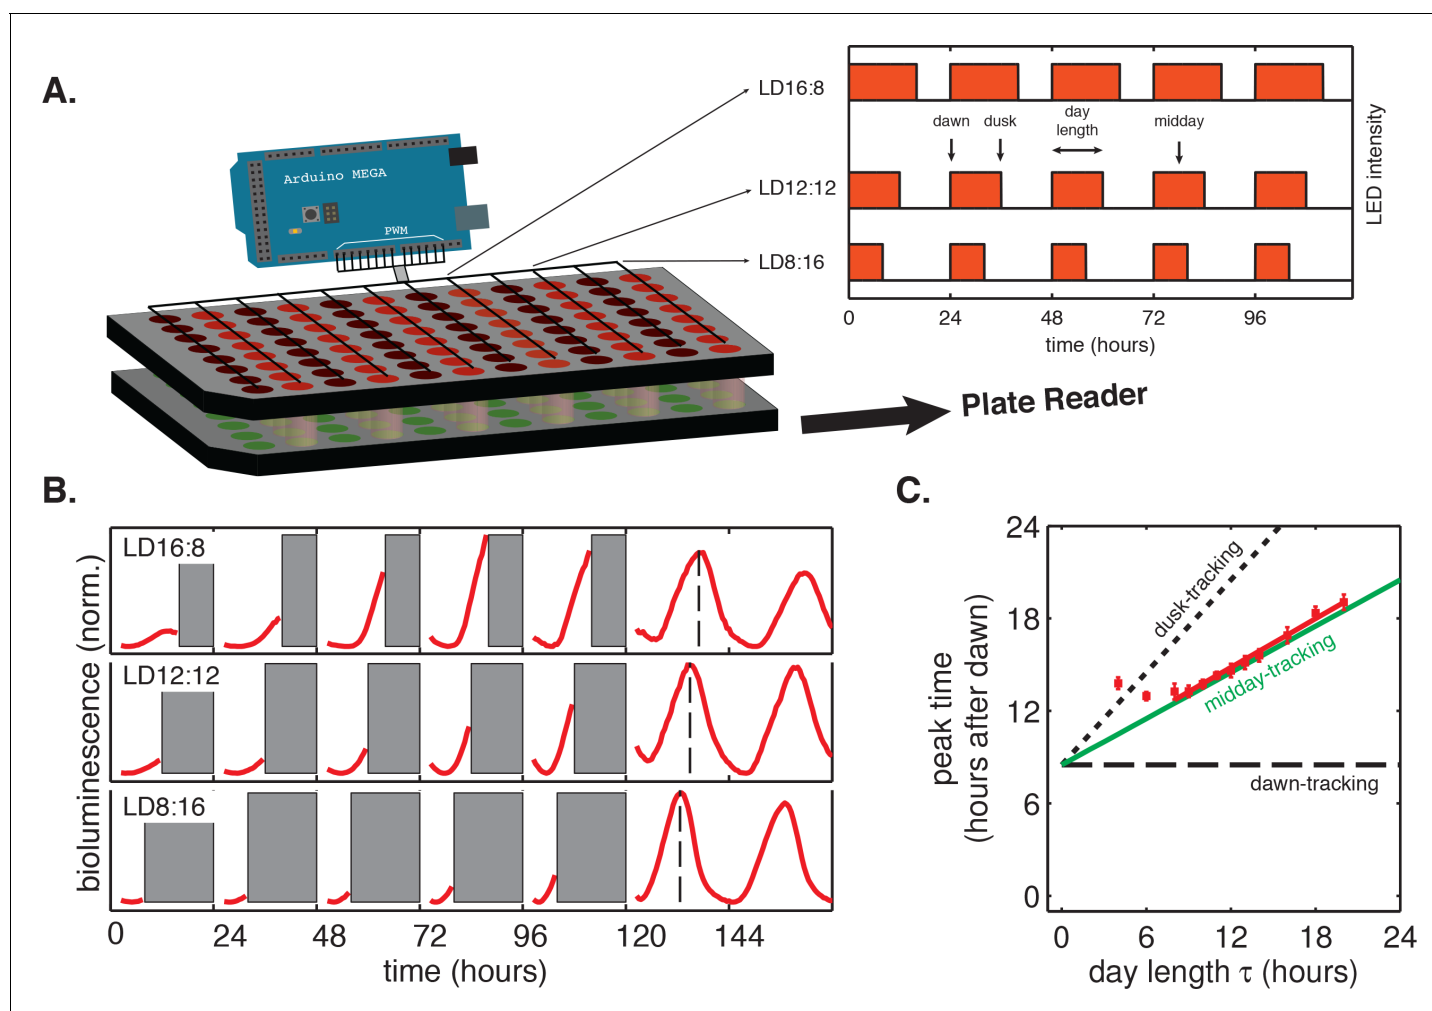 A.
Arduino MEGA
PWM
LD16:8
LD12:12
LD8:16
dawn
dusk
day
length
midday
LED intensity
0 24 48 72 96
time (hours)
Plate Reader
B.
LD16:8
LD12:12
LD8:16
bioluminescence (norm.)
0 24 48 72 96 120 144
time (hours)
C.
24
18
12
6
0
peak time
(hours after dawn)
dusk-tracking
midday-tracking
dawn-tracking
0 6 12 18 24
day length τ (hours)